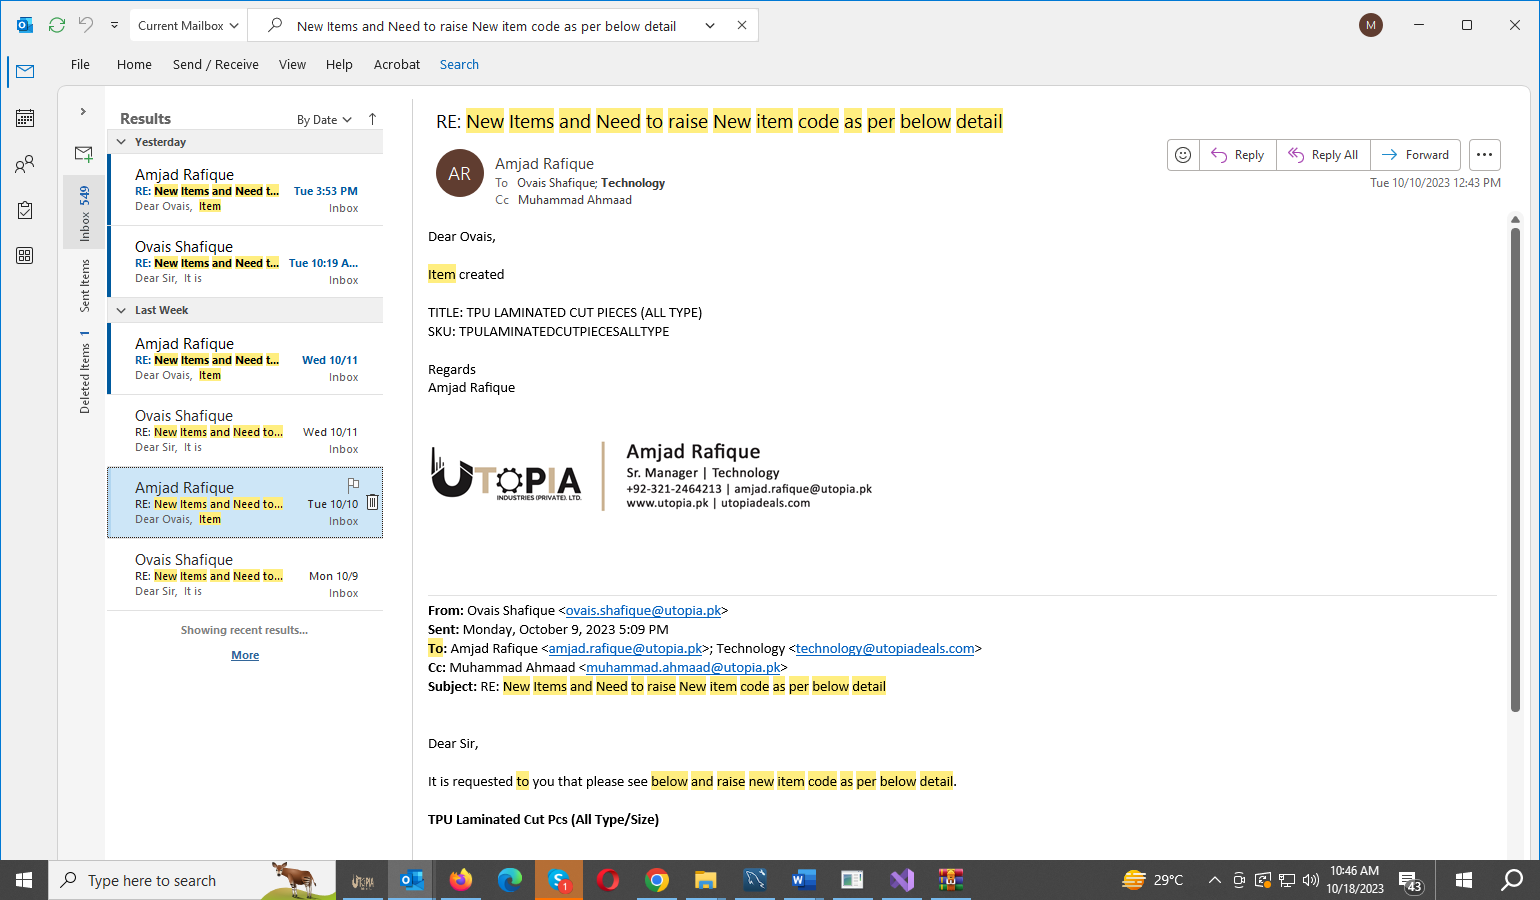 Current Mailbox
New Items and Need to raise New item code as per below detail
M
File Home Send / Receive View Help Acrobat Search
Inbox 549
Sent Items
Deleted Items 1
Results By Date
Yesterday
Amjad Rafique
RE: New Items and Need t... Tue 3:53 PM
Dear Ovais, Item Inbox
Ovais Shafique
RE: New Items and Need t... Tue 10:19 A...
Dear Sir, It is Inbox
Last Week
Amjad Rafique
RE: New Items and Need t... Wed 10/11
Dear Ovais, Item Inbox
Ovais Shafique
RE: New Items and Need to... Wed 10/11
Dear Sir, It is Inbox
Amjad Rafique
RE: New Items and Need to... Tue 10/10
Dear Ovais, Item Inbox
Ovais Shafique
RE: New Items and Need to... Mon 10/9
Dear Sir, It is Inbox
Showing recent results...
More
RE: New Items and Need to raise New item code as per below detail
AR
Amjad Rafique
To Ovais Shafique; Technology
Cc Muhammad Ahmaad
Reply Reply All Forward ...
Tue 10/10/2023 12:43 PM
Dear Ovais,
Item created
TITLE: TPU LAMINATED CUT PIECES (ALL TYPE)
SKU: TPULAMINATEDCUTPIECESALLTYPE
Regards
Amjad Rafique
UTOPIA
INDUSTRIES (PRIVATE). LTD.
Amjad Rafique
Sr. Manager | Technology
+92-321-2464213 | amjad.rafique@utopia.pk
www.utopia.pk | utopiadeals.com
From: Ovais Shafique <ovais.shafique@utopia.pk>
Sent: Monday, October 9, 2023 5:09 PM
To: Amjad Rafique <amjad.rafique@utopia.pk>; Technology <technology@utopiadeals.com>
Cc: Muhammad Ahmaad <muhammad.ahmaad@utopia.pk>
Subject: RE: New Items and Need to raise New item code as per below detail
Dear Sir,
It is requested to you that please see below and raise new item code as per below detail.
TPU Laminated Cut Pcs (All Type/Size)
Type here to search
UTOPIA
1
29°C
10:46 AM
10/18/2023
43